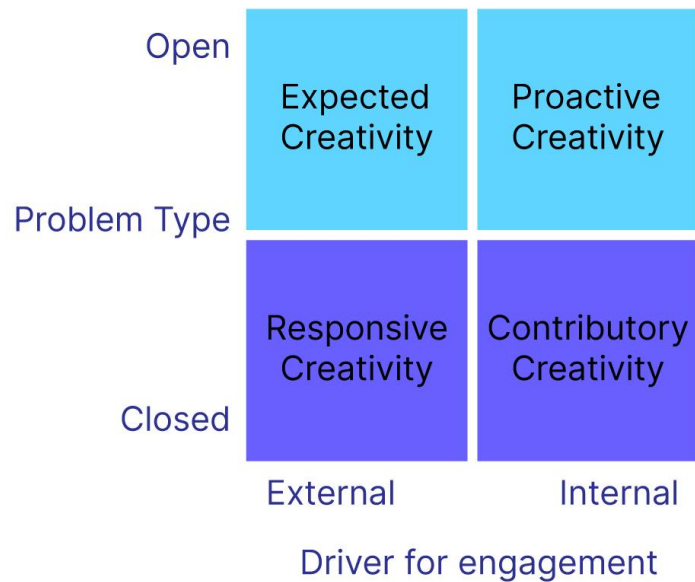 Open
Expected
Creativity
Proactive
Creativity
Problem Type
Responsive
Creativity
Contributory
Creativity
Closed
External
Internal
Driver for engagement